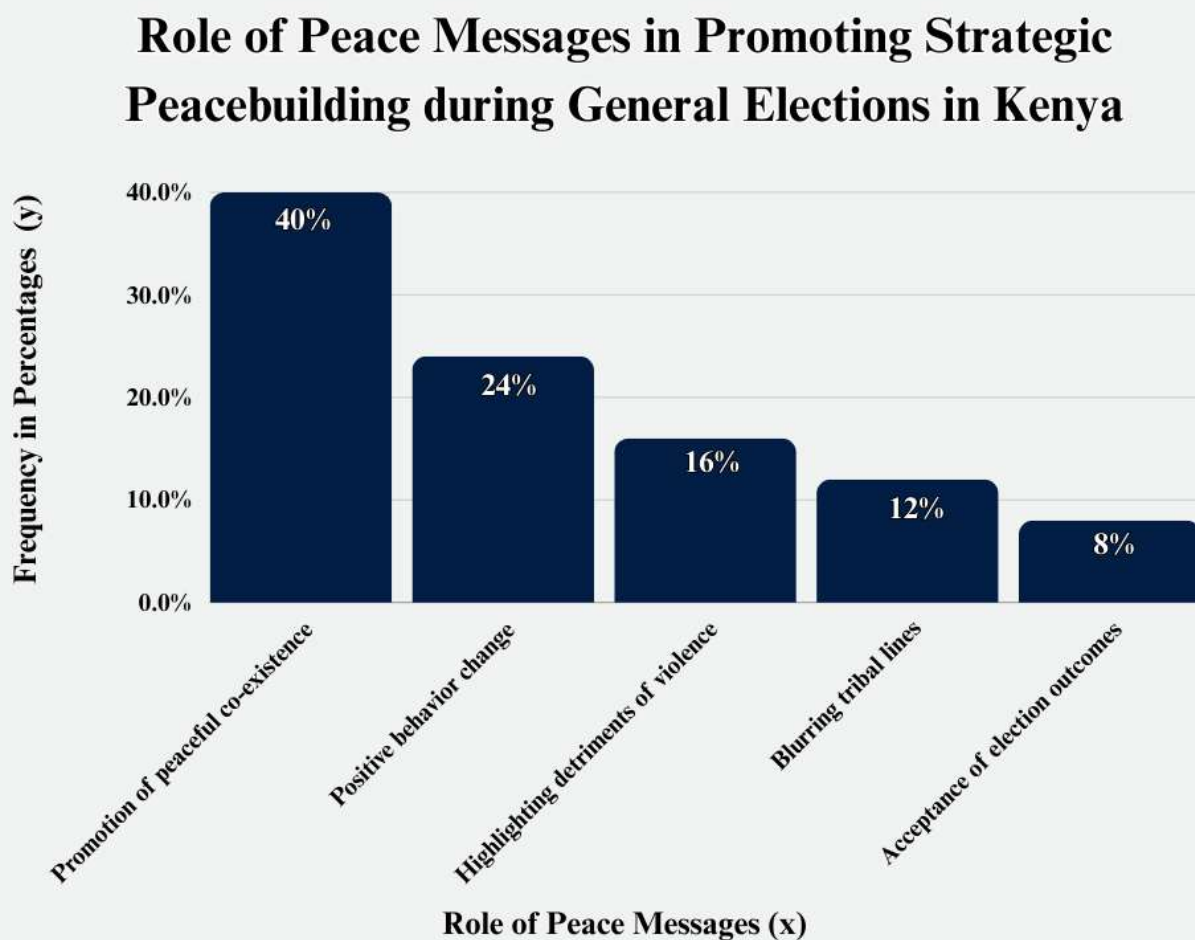 Role of Peace Messages in Promoting Strategic
Peacebuilding during General Elections in Kenya
Frequency in Percentages (y)
40.0%
30.0%
20.0%
10.0%
0.0%
40%
24%
16%
12%
8%
Promotion of peaceful co-existence
Positive behavior change
Highlighting detriments of violence
Blurring tribal lines
Acceptance of election outcomes
Role of Peace Messages (x)